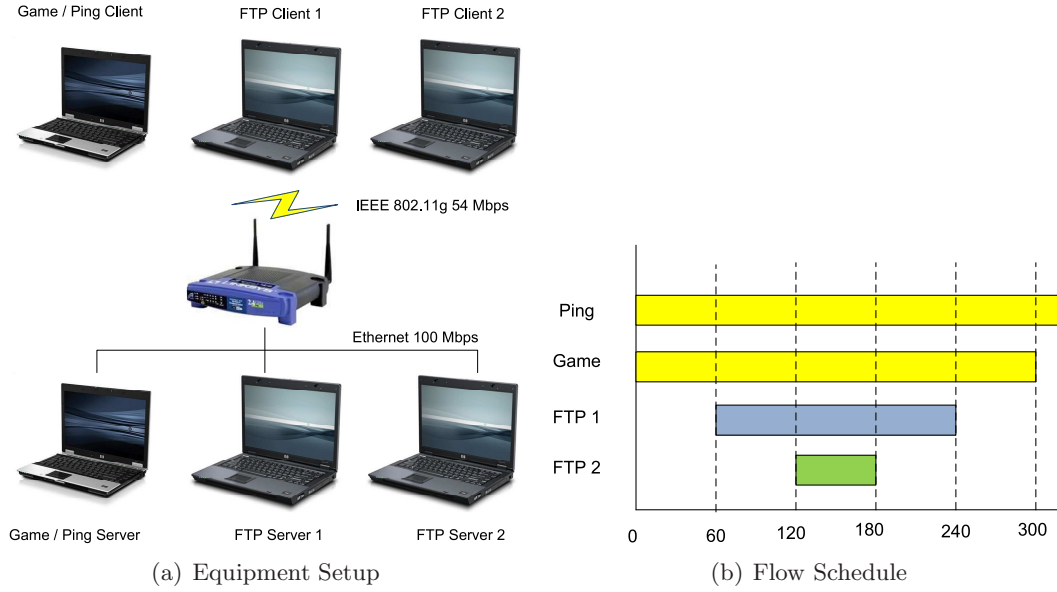 Game / Ping Client
FTP Client 1
FTP Client 2
IEEE 802.11g 54 Mbps
Ethernet 100 Mbps
Game / Ping Server
FTP Server 1
FTP Server 2
(a) Equipment Setup
Ping
Game
FTP 1
FTP 2
0 60 120 180 240 300
(b) Flow Schedule